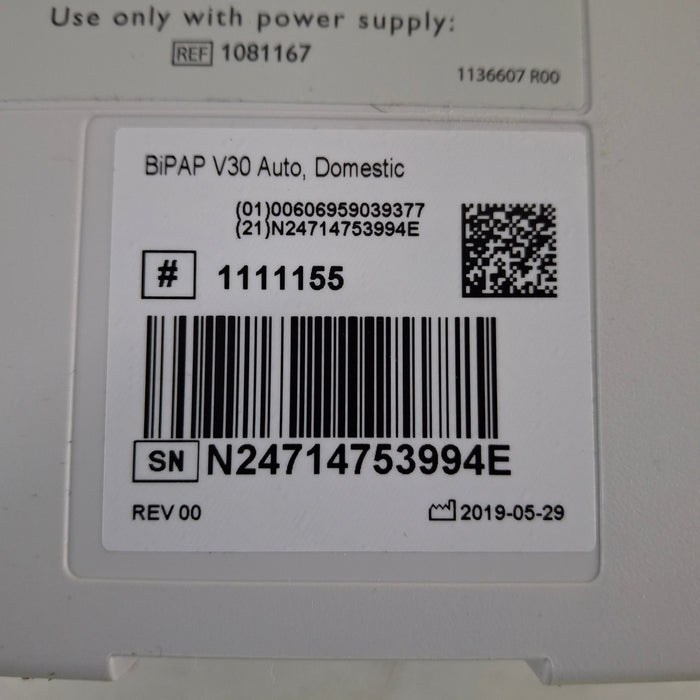 Use only with power supply:
REF 1081167
1136607 R00
BiPAP V30 Auto, Domestic
(01)00606959039377
(21)N24714753994E
# 1111155
SN N24714753994E
REV 00
2019-05-29